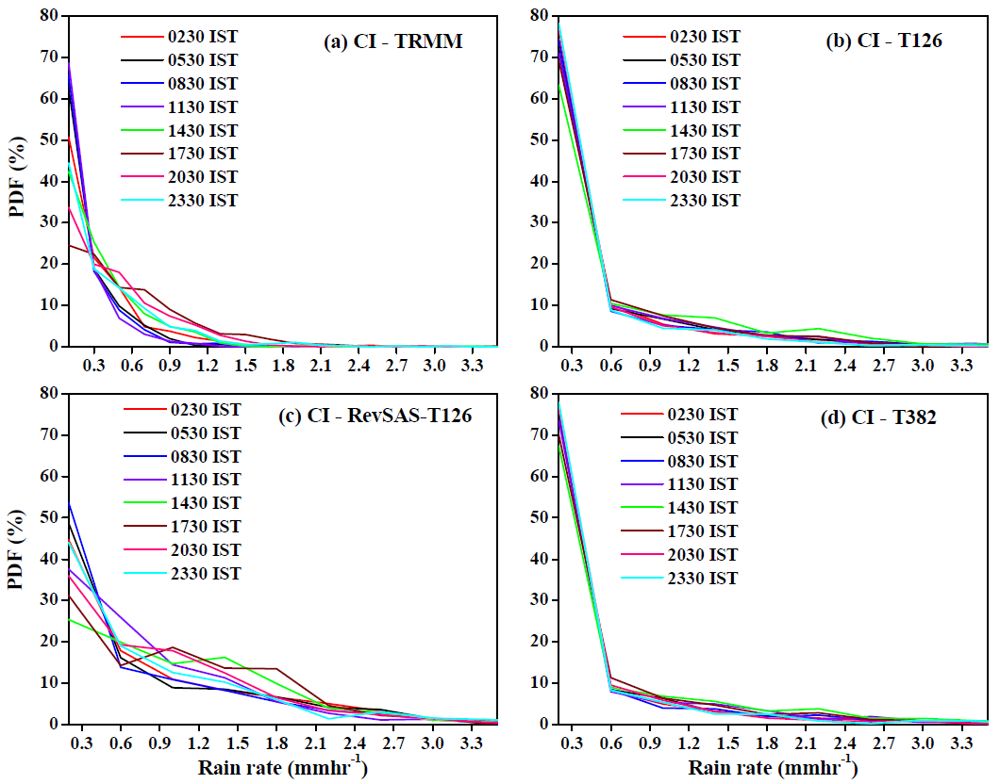 (a) CI - TRMM
0230 IST
0530 IST
0830 IST
1130 IST
1430 IST
1730 IST
2030 IST
2330 IST
PDF (%)
80
70
60
50
40
30
20
10
0
0.3 0.6 0.9 1.2 1.5 1.8 2.1 2.4 2.7 3.0 3.3
(b) CI - T126
0230 IST
0530 IST
0830 IST
1130 IST
1430 IST
1730 IST
2030 IST
2330 IST
80
70
60
50
40
30
20
10
0
0.3 0.6 0.9 1.2 1.5 1.8 2.1 2.4 2.7 3.0 3.3
(c) CI - RevSAS-T126
0230 IST
0530 IST
0830 IST
1130 IST
1430 IST
1730 IST
2030 IST
2330 IST
PDF (%)
80
70
60
50
40
30
20
10
0
0.3 0.6 0.9 1.2 1.5 1.8 2.1 2.4 2.7 3.0 3.3
Rain rate (mmhr-1)
(d) CI - T382
0230 IST
0530 IST
0830 IST
1130 IST
1430 IST
1730 IST
2030 IST
2330 IST
80
70
60
50
40
30
20
10
0
0.3 0.6 0.9 1.2 1.5 1.8 2.1 2.4 2.7 3.0 3.3
Rain rate (mmhr-1)